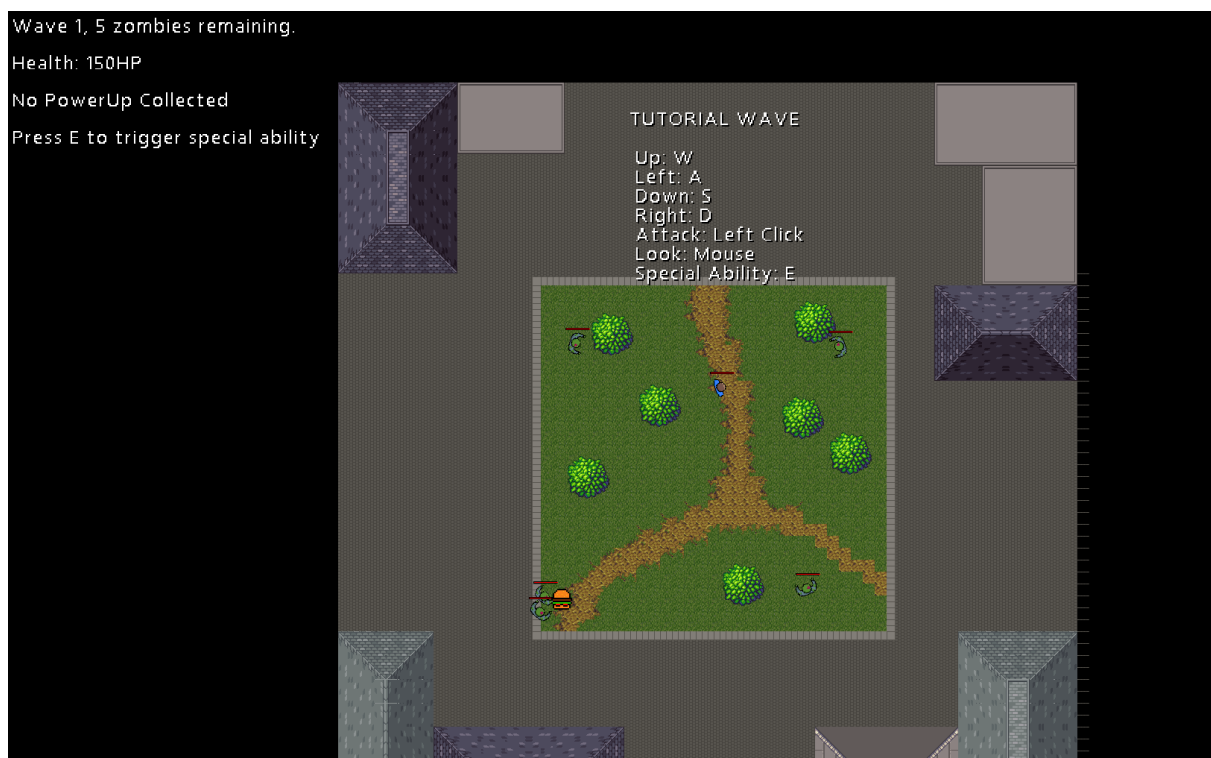 Wave 1, 5 zombies remaining.
Health: 150HP
No PowerUp Collected
Press E to trigger special ability
TUTORIAL WAVE
Up: W
Left: A
Down: S
Right: D
Attack: Left Click
Look: Mouse
Special Ability: E